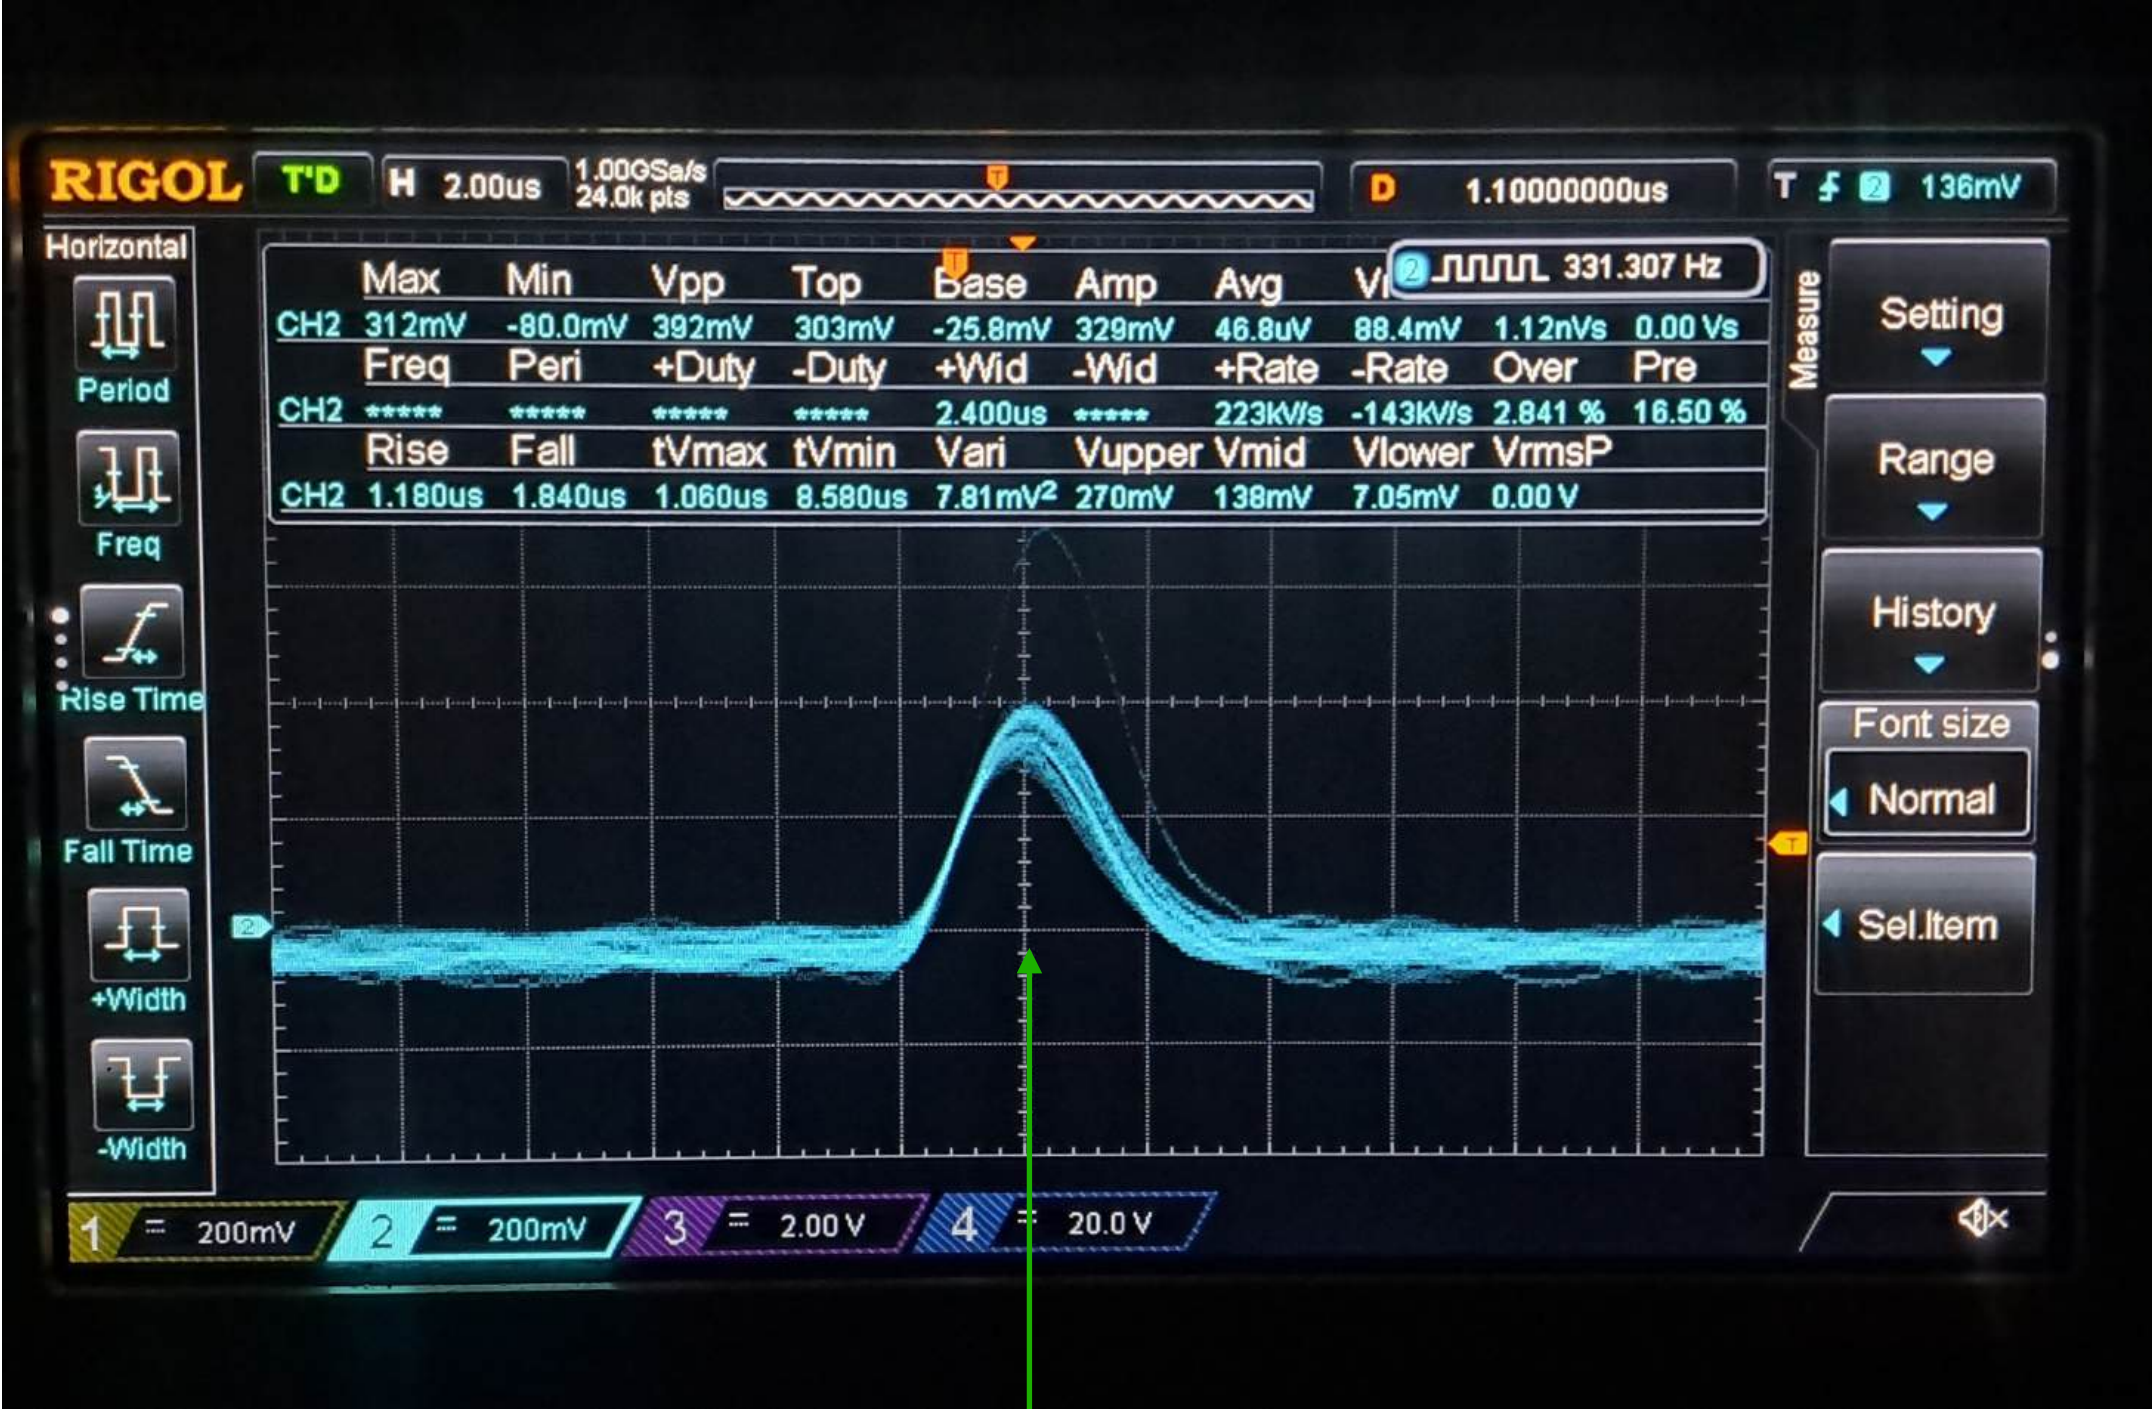 RIGOL T'D H 2.00us 1.00GSa/s 24.0k pts T D 1.10000000us T 2 136mV
Horizontal
Period
Freq
Rise Time
Fall Time
+Width
-Width
T
2 331.307 Hz
Max Min Vpp Top Base Amp Avg
CH2 312mV -80.0mV 392mV 303mV -25.8mV 329mV 46.8uV 88.4mV 1.12nVs 0.00 Vs
Freq Peri +Duty -Duty +Wid -Wid +Rate -Rate Over Pre
CH2 ***** ***** ***** ***** 2.400us ***** 223kV/s -143kV/s 2.841 % 16.50 %
Rise Fall tVmax tVmin Vari Vupper Vmid Vlower VrmsP
CH2 1.180us 1.840us 1.060us 8.580us 7.81mV² 270mV 138mV 7.05mV 0.00 V
2
T
Measure
Setting
Range
History
Font size
Normal
Sel.Item
1 200mV 2 200mV 3 2.00 V 4 20.0 V